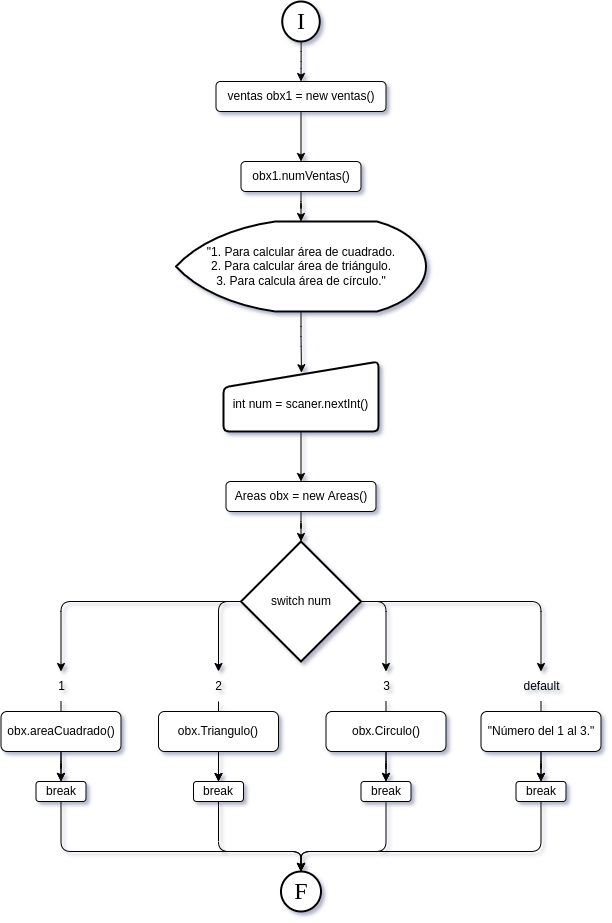 I
ventas obx1 = new ventas()
obx1.numVentas()
"1. Para calcular área de cuadrado.
2. Para calcular área de triángulo.
3. Para calcula área de círculo."
int num = scaner.nextInt()
Areas obx = new Areas()
switch num
1
2
3
default
obx.areaCuadrado()
obx.Triangulo()
obx.Circulo()
"Número del 1 al 3."
break
break
break
break
F